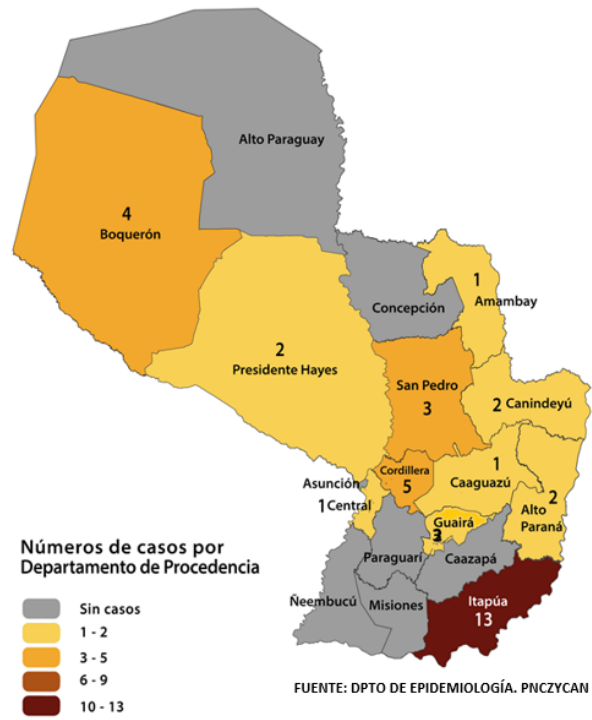 Alto Paraguay
4
Boquerón
1
Amambay
Concepción
2
Presidente Hayes
San Pedro
3
2 Canindeyú
Cordillera
5
1
Caaguazú
Asunción
1 Central
2
Alto
Paraná
Guairá
3
Paraguarí
Caazapá
Ñeembucú
Misiones
Itapúa
13
Números de casos por
Departamento de Procedencia
Sin casos
1 - 2
3 - 5
6 - 9
10 - 13
FUENTE: DPTO DE EPIDEMIOLOGÍA. PNCZYCAN